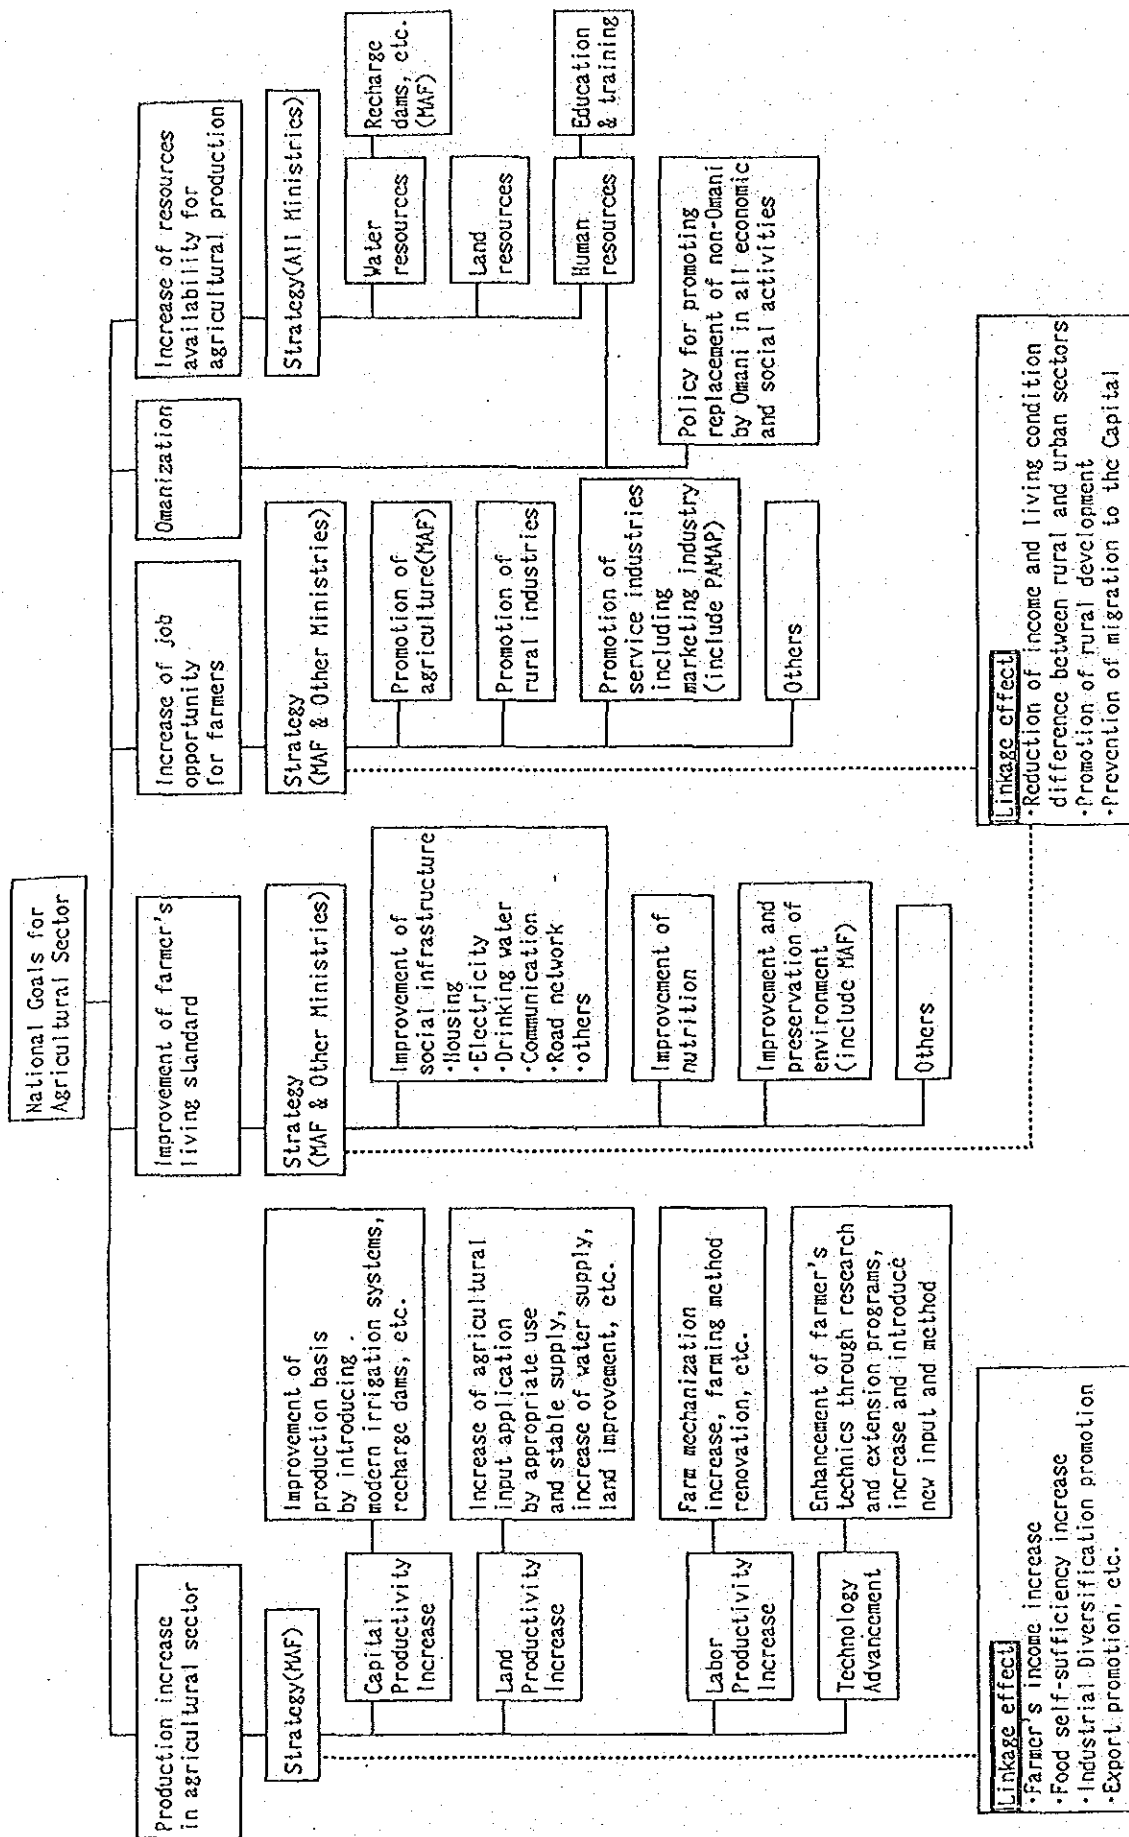 National Goals for
Agricultural Sector
Production increase
in agricultural sector
Strategy(MAF)
Capital
Productivity
Increase
Improvement of
production basis
by introducing
modern irrigation systems,
recharge dams, etc.
Land
Productivity
Increase
Increase of agricultural
input application
by appropriate use
and stable supply,
increase of water supply,
land improvement, etc.
Labor
Productivity
Increase
Farm mechanization
increase, farming method
renovation, etc.
Technology
Advancement
Enhancement of farmer's
technics through research
and extension programs,
increase and introduce
new input and method
Linkage effect
·Farmer's income increase
·Food self-sufficiency increase
·Industrial Diversification promotion
·Export promotion, etc.
Improvement of farmer's
living standard
Strategy
(MAF & Other Ministries)
Improvement of
social infrastructure
·Housing
·Electricity
·Drinking water
·Communication
·Road network
·others
Improvement of
nutrition
Improvement and
preservation of
environment
(include MAF)
Others
Increase of job
opportunity
for farmers
Strategy
(MAF & Other Ministries)
Promotion of
agriculture(MAF)
Promotion of
rural industries
Promotion of
service industries
including
marketing industry
(include PAMAP)
Others
Linkage effect
·Reduction of income and living condition
difference between rural and urban sectors
·Promotion of rural development
·Prevention of migration to the Capital
Omanization
Policy for promoting
replacement of non-Omani
by Omani in all economic
and social activities
Increase of resources
availability for
agricultural production
Strategy(All Ministries)
Water
resources
Recharge
dams, etc.
(MAF)
Land
resources
Human
resources
Education
& training